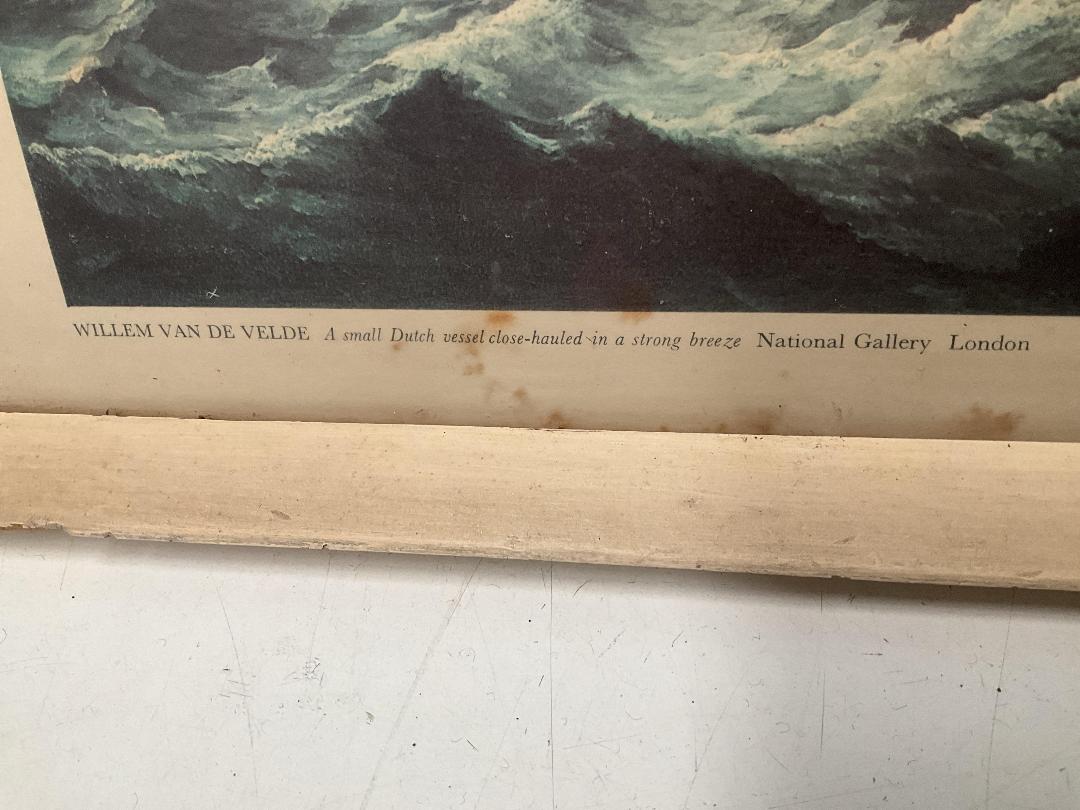 WILLEM VAN DE VELDE A small Dutch vessel close-hauled in a strong breeze National Gallery London